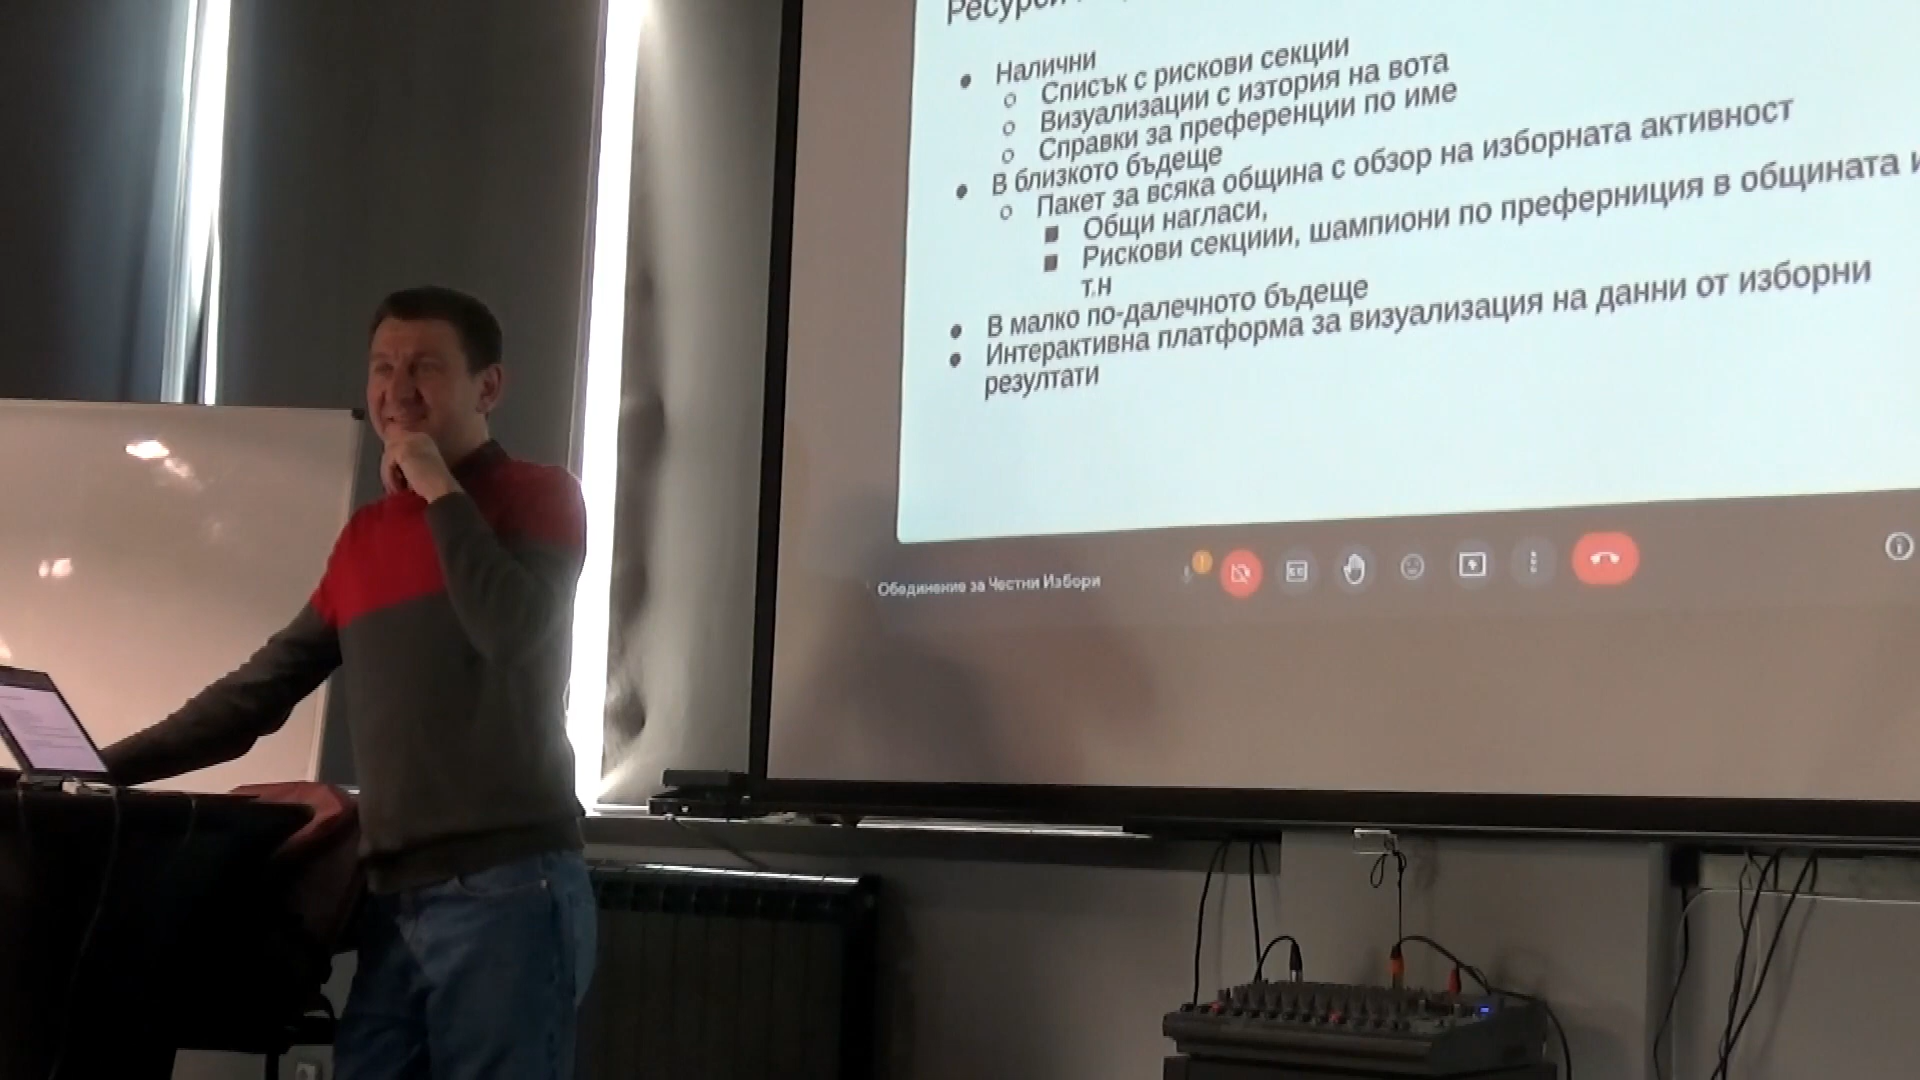 Ресурси
Налични
Списък с рискови секции
Визуализации с изтория на вота
Справки за преференции по име
В близкото бъдеще
Пакет за всяка община с обзор на изборната активност
Общи нагласи,
Рискови секциии, шампиони по преферниция в общината и
т.н
В малко по-далечното бъдеще
Интерактивна платформа за визуализация на данни от изборни
резултати
Обединение за Честни Избори